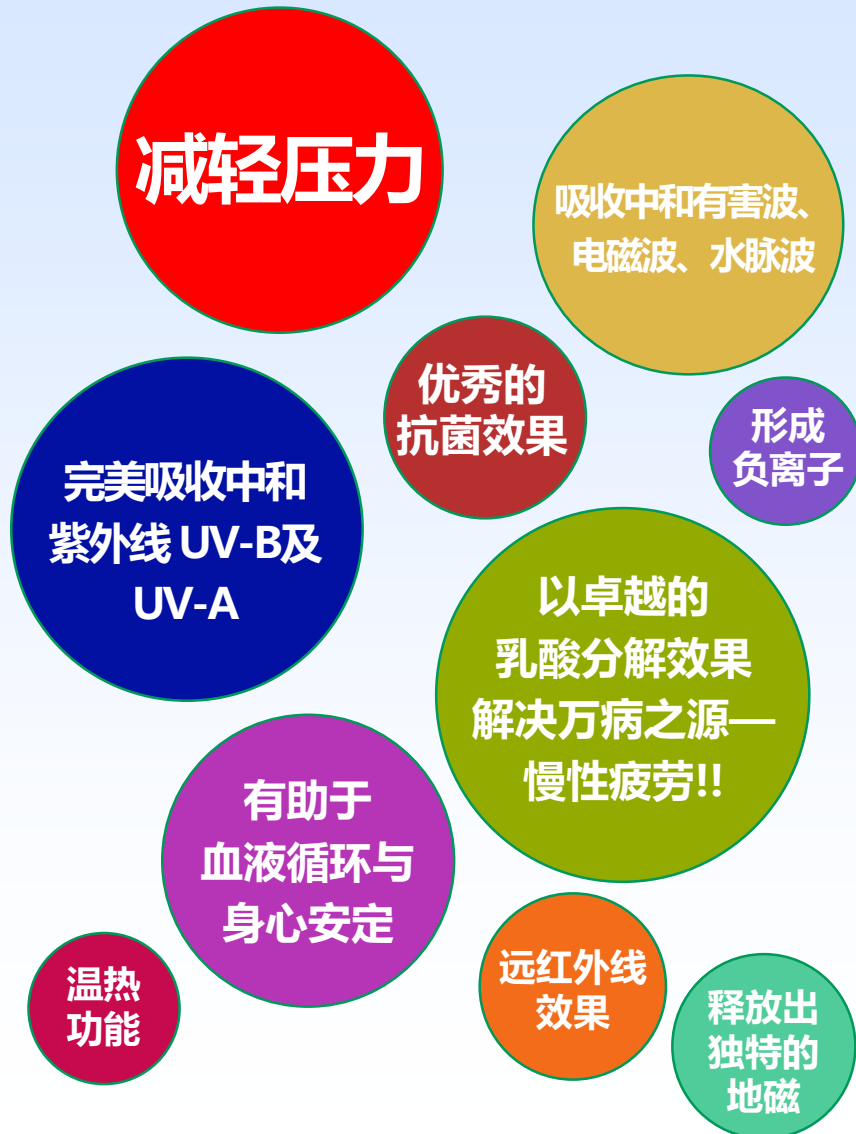 减轻压力
吸收中和有害波、
电磁波、水脉波
优秀的
抗菌效果
形成
负离子
完美吸收中和
紫外线 UV-B及
UV-A
以卓越的
乳酸分解效果
解决万病之源—
慢性疲劳!!
有助于
血液循环与
身心安定
远红外线
效果
温热
功能
释放出
独特的
地磁